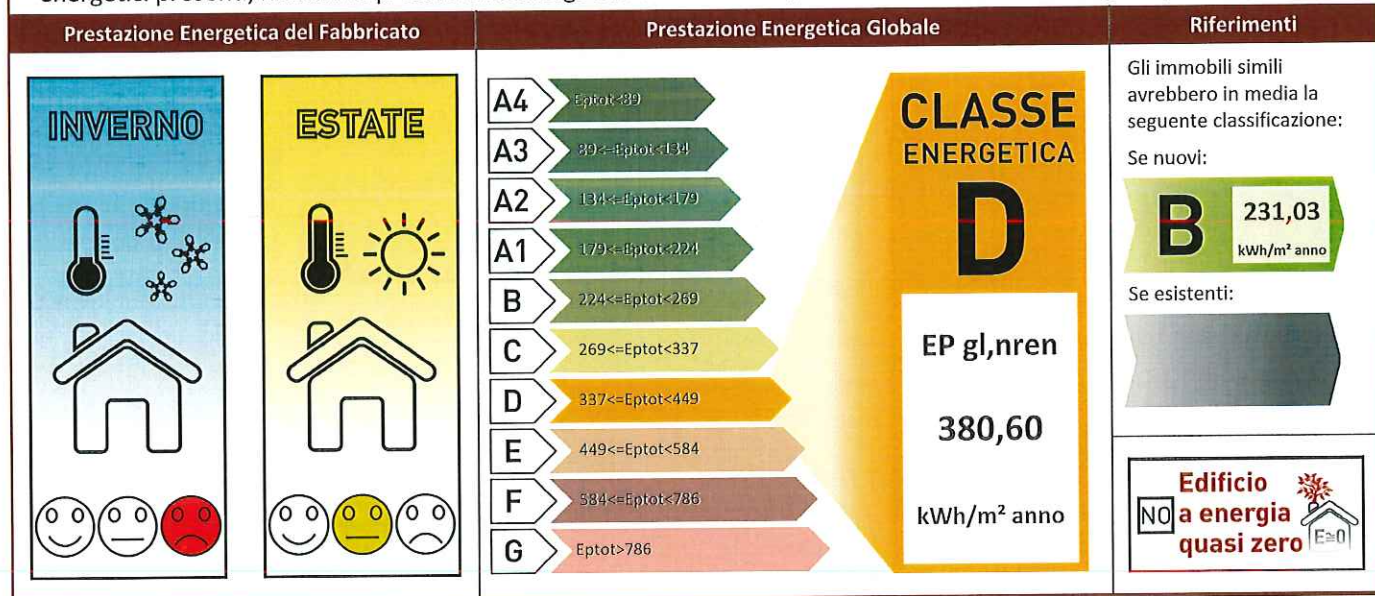 Prestazione Energetica del Fabbricato
INVERNO
ESTATE
Prestazione Energetica Globale
A4 Eptot<89
A3 89<=Eptot<134
A2 134<=Eptot<179
A1 179<=Eptot<224
B 224<=Eptot<269
C 269<=Eptot<337
D 337<=Eptot<449
E 449<=Eptot<584
F 584<=Eptot<786
G Eptot>786
CLASSE
ENERGETICA
D
EP gl,nren
380,60
kWh/m² anno
Riferimenti
Gli immobili simili
avrebbero in media la
seguente classificazione:
Se nuovi:
B
231,03
kWh/m² anno
Se esistenti:
NO
Edificio
a energia
quasi zero
E≅0